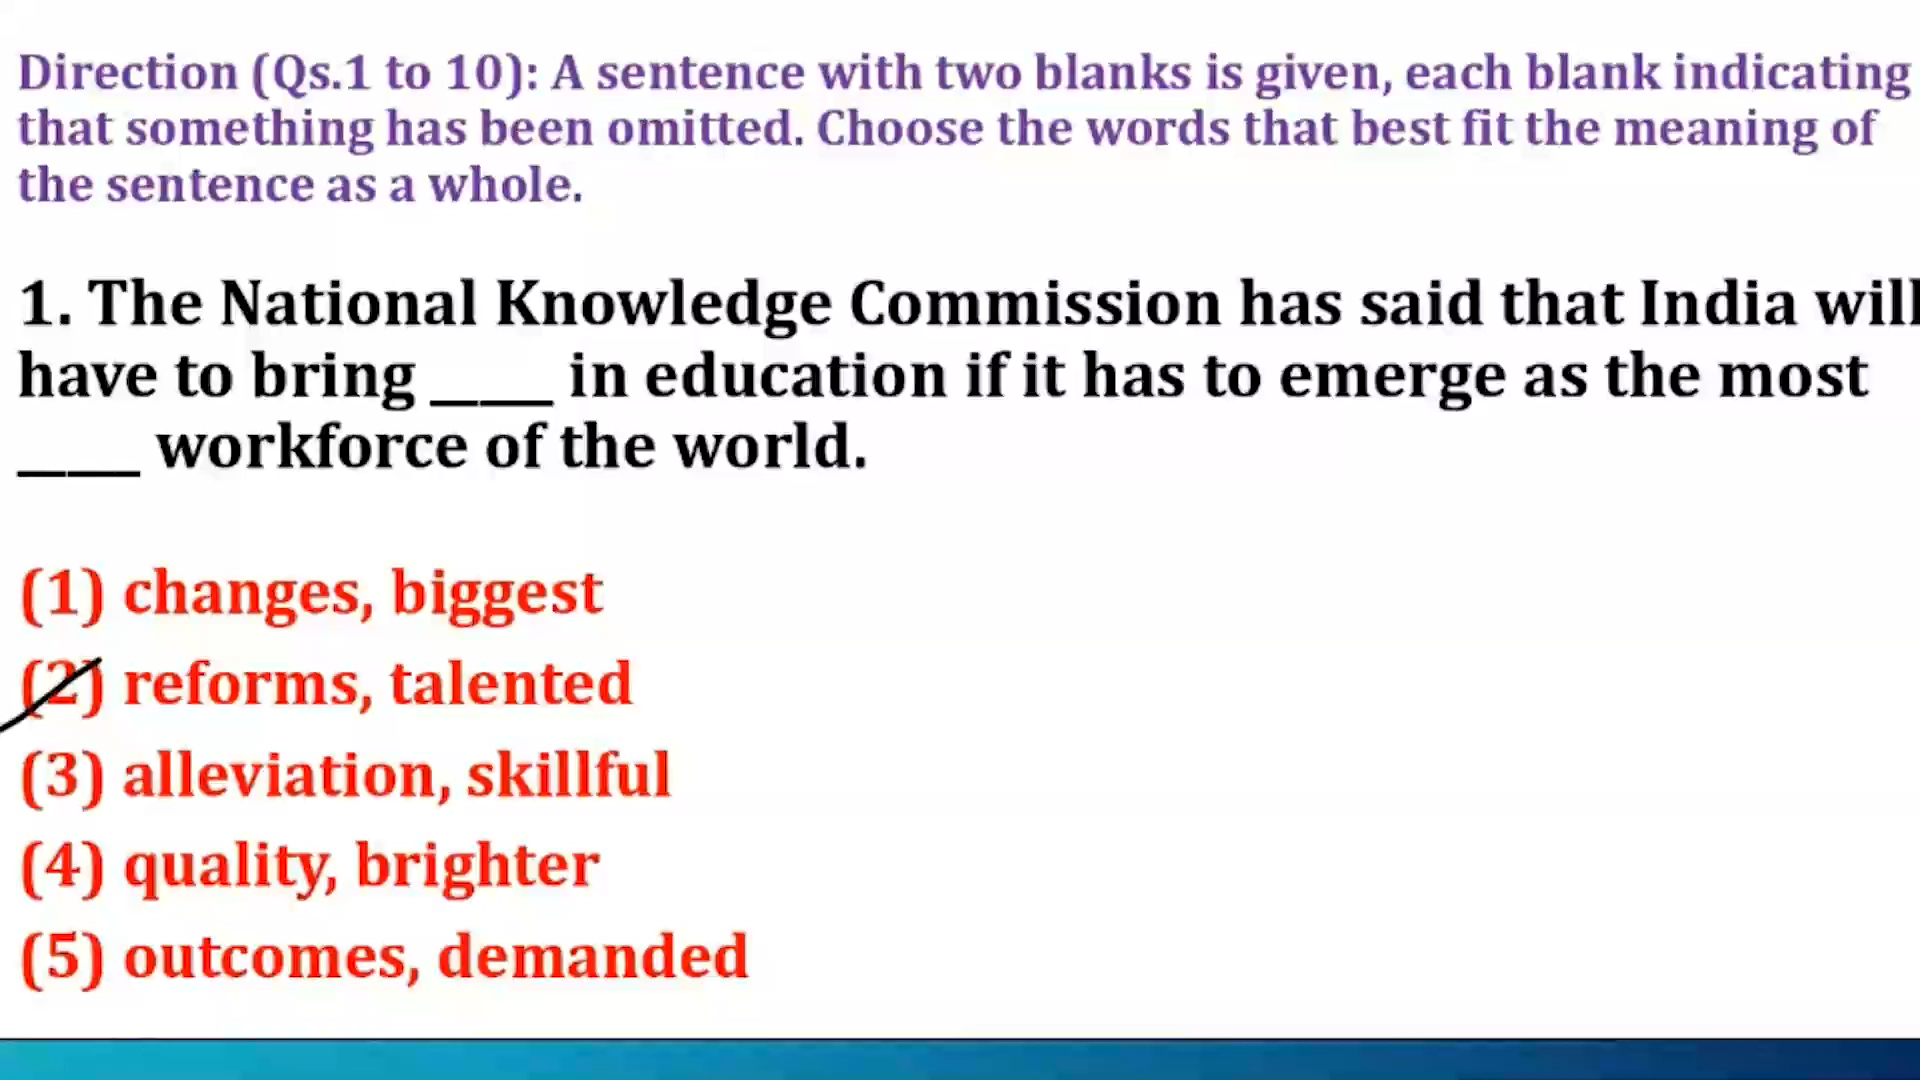 Direction (Qs.1 to 10): A sentence with two blanks is given, each blank indicating
that something has been omitted. Choose the words that best fit the meaning of
the sentence as a whole.
1. The National Knowledge Commission has said that India will
have to bring _____ in education if it has to emerge as the most
_____ workforce of the world.
(1) changes, biggest
(2) reforms, talented
(3) alleviation, skillful
(4) quality, brighter
(5) outcomes, demanded